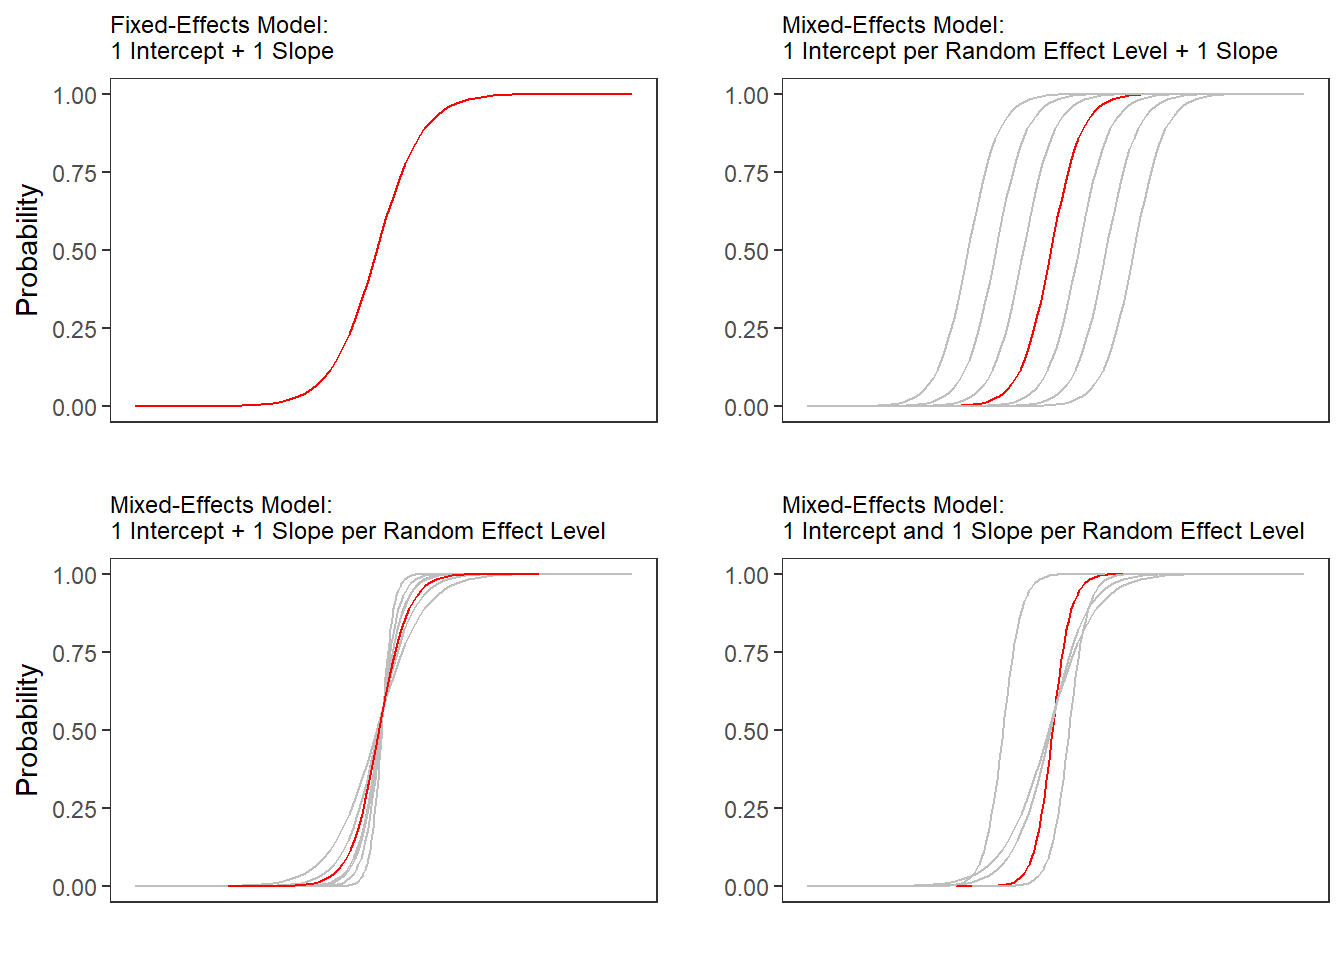 Fixed-Effects Model:
1 Intercept + 1 Slope
Probability
1.00
0.75
0.50
0.25
0.00
Mixed-Effects Model:
1 Intercept per Random Effect Level + 1 Slope
1.00
0.75
0.50
0.25
0.00
Mixed-Effects Model:
1 Intercept + 1 Slope per Random Effect Level
Probability
1.00
0.75
0.50
0.25
0.00
Mixed-Effects Model:
1 Intercept and 1 Slope per Random Effect Level
1.00
0.75
0.50
0.25
0.00